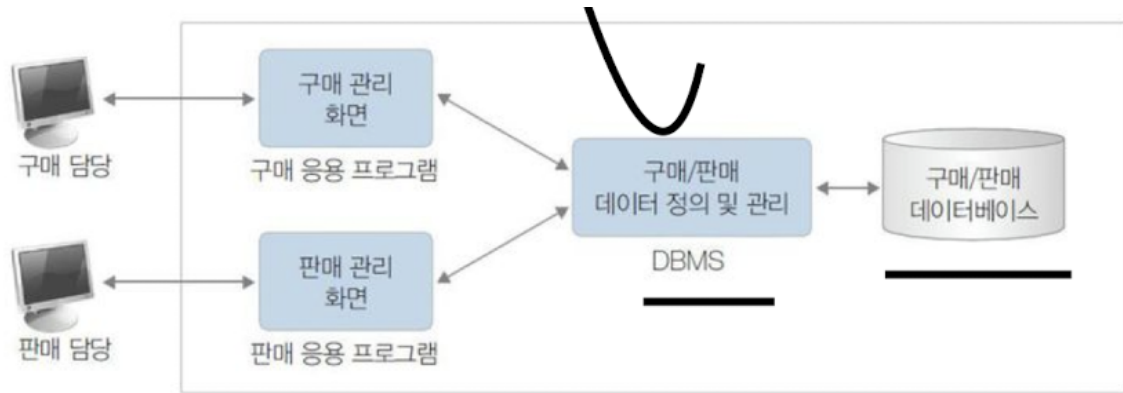 구매 담당
구매 관리
화면
구매 응용 프로그램
판매 담당
판매 관리
화면
판매 응용 프로그램
구매/판매
데이터 정의 및 관리
DBMS
구매/판매
데이터베이스